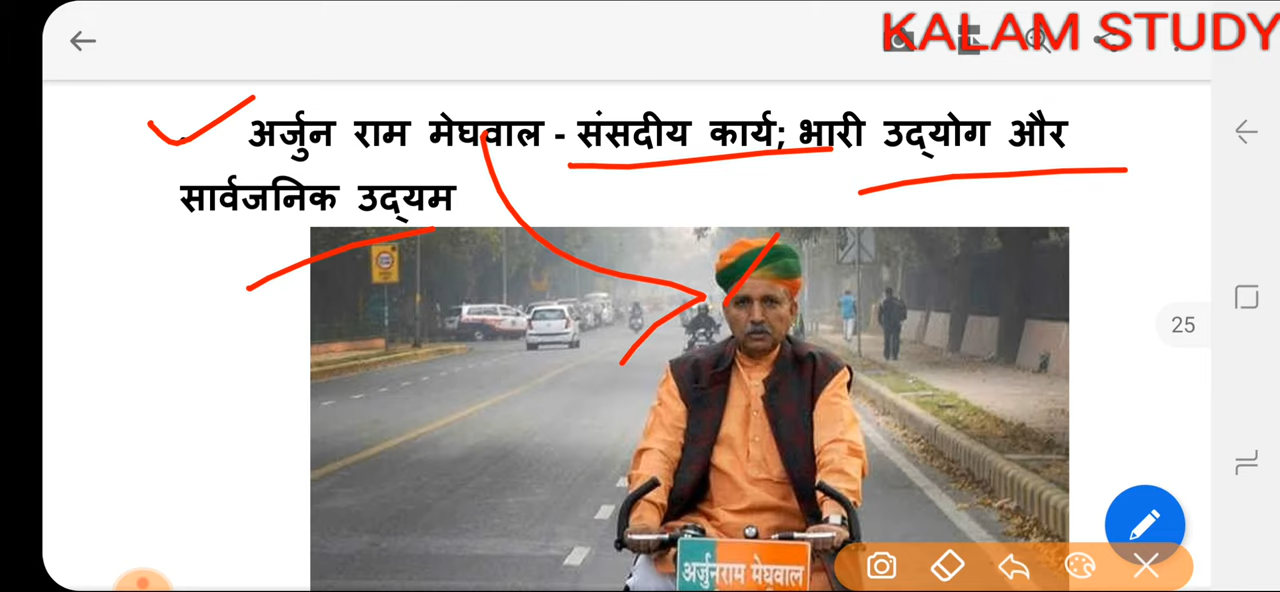 KALAM STUDY
अर्जुन राम मेघवाल - संसदीय कार्य; भारी उद्योग और
सार्वजनिक उद्यम
25
अर्जुनराम मेघवाल